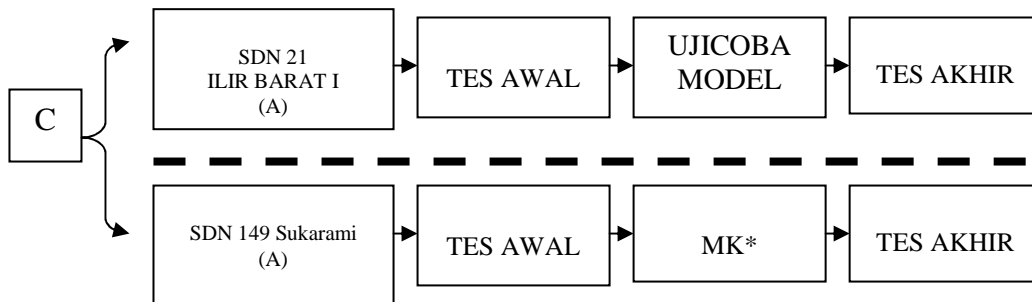 C
SDN 21
ILIR BARAT I
(A)
TES AWAL
UJICOBA
MODEL
TES AKHIR
SDN 149 Sukarami
(A)
TES AWAL
MK*
TES AKHIR